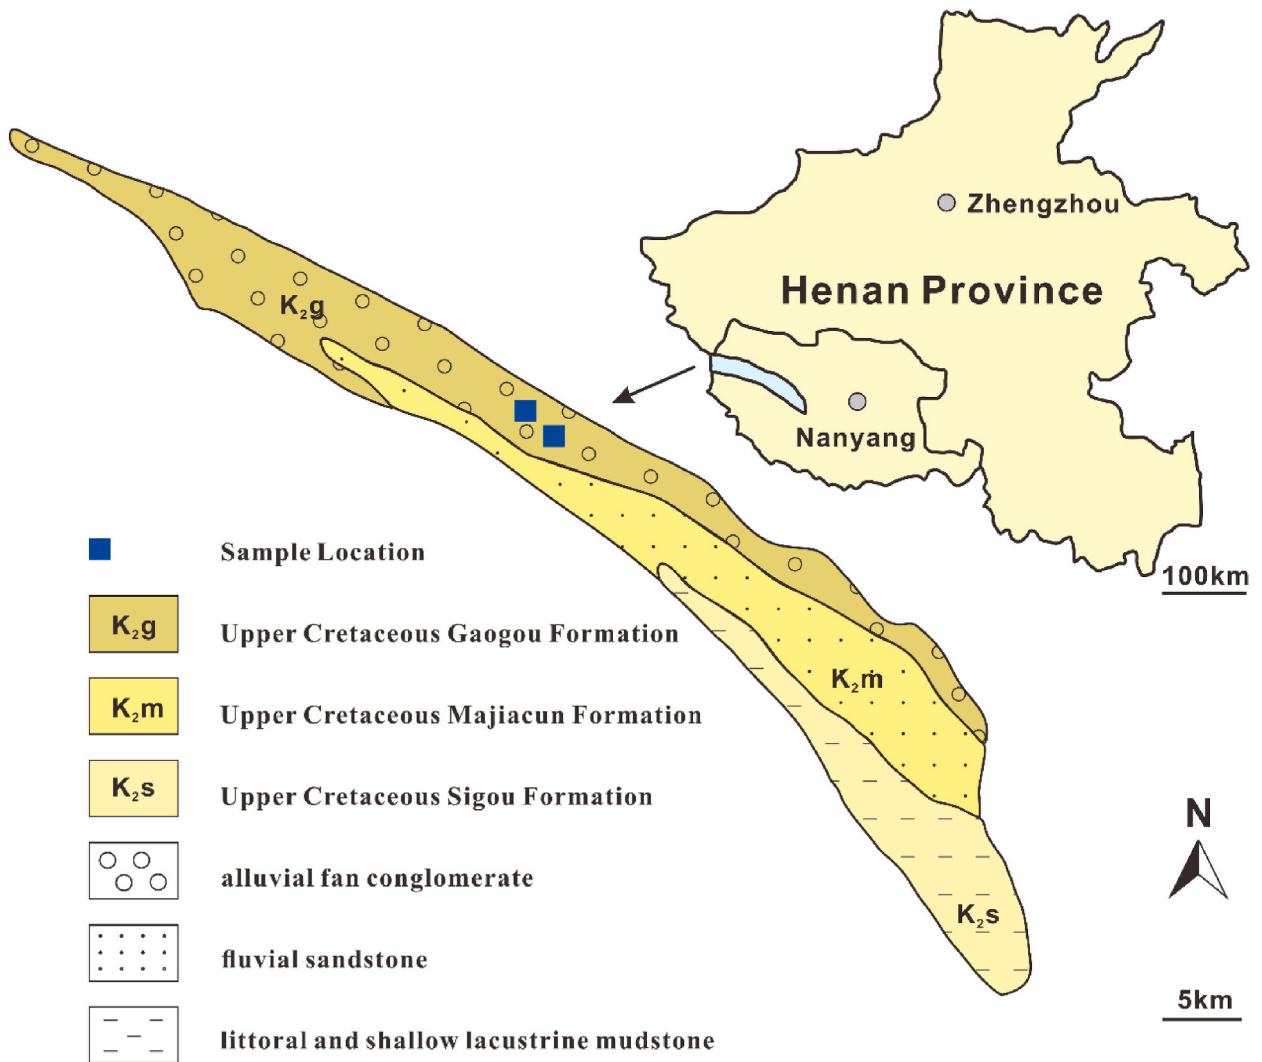 Zhengzhou
Henan Province
K₂g
Nanyang
100km
Sample Location
K₂g
Upper Cretaceous Gaogou Formation
K₂m
K₂m
Upper Cretaceous Majiacun Formation
K₂s
Upper Cretaceous Sigou Formation
N
alluvial fan conglomerate
K₂s
fluvial sandstone
5km
littoral and shallow lacustrine mudstone